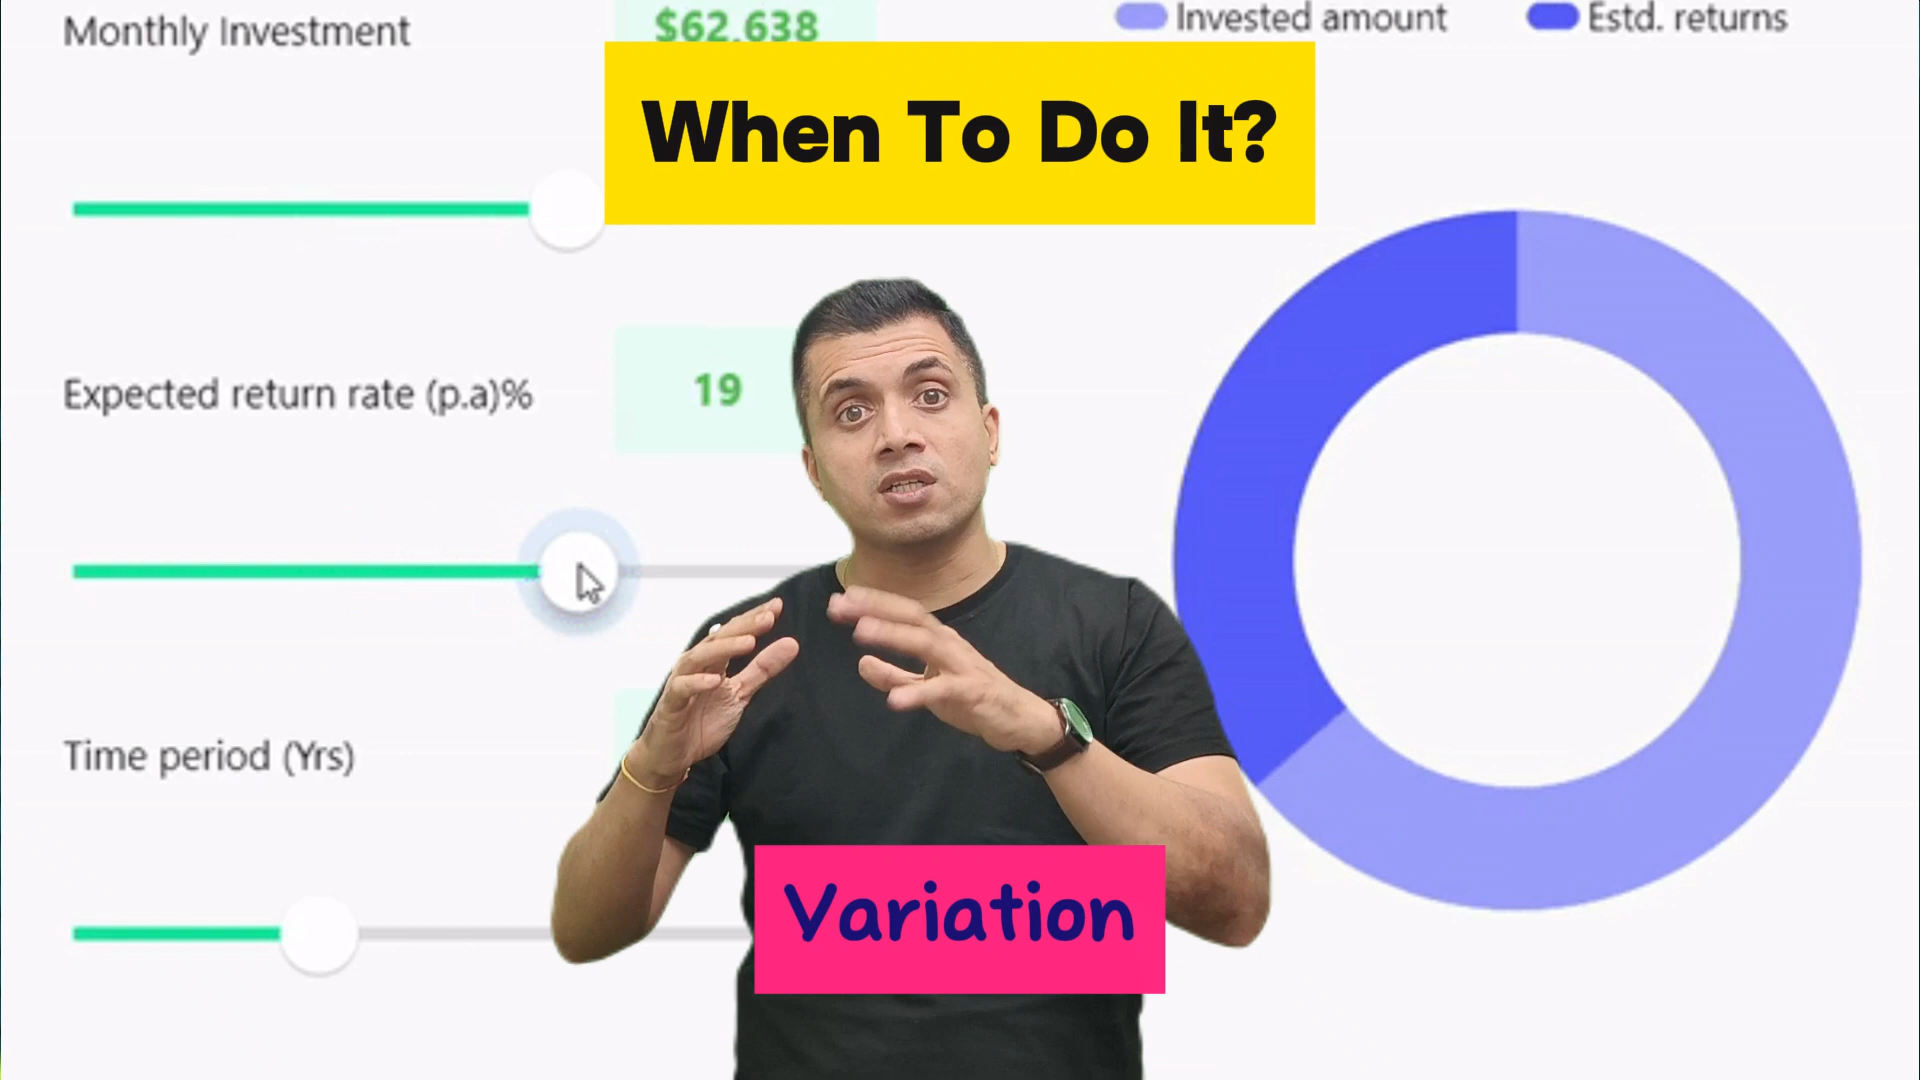 Monthly Investment
$62,638
Invested amount
Estd. returns
When To Do It?
Expected return rate (p.a)%
19
Time period (Yrs)
Variation